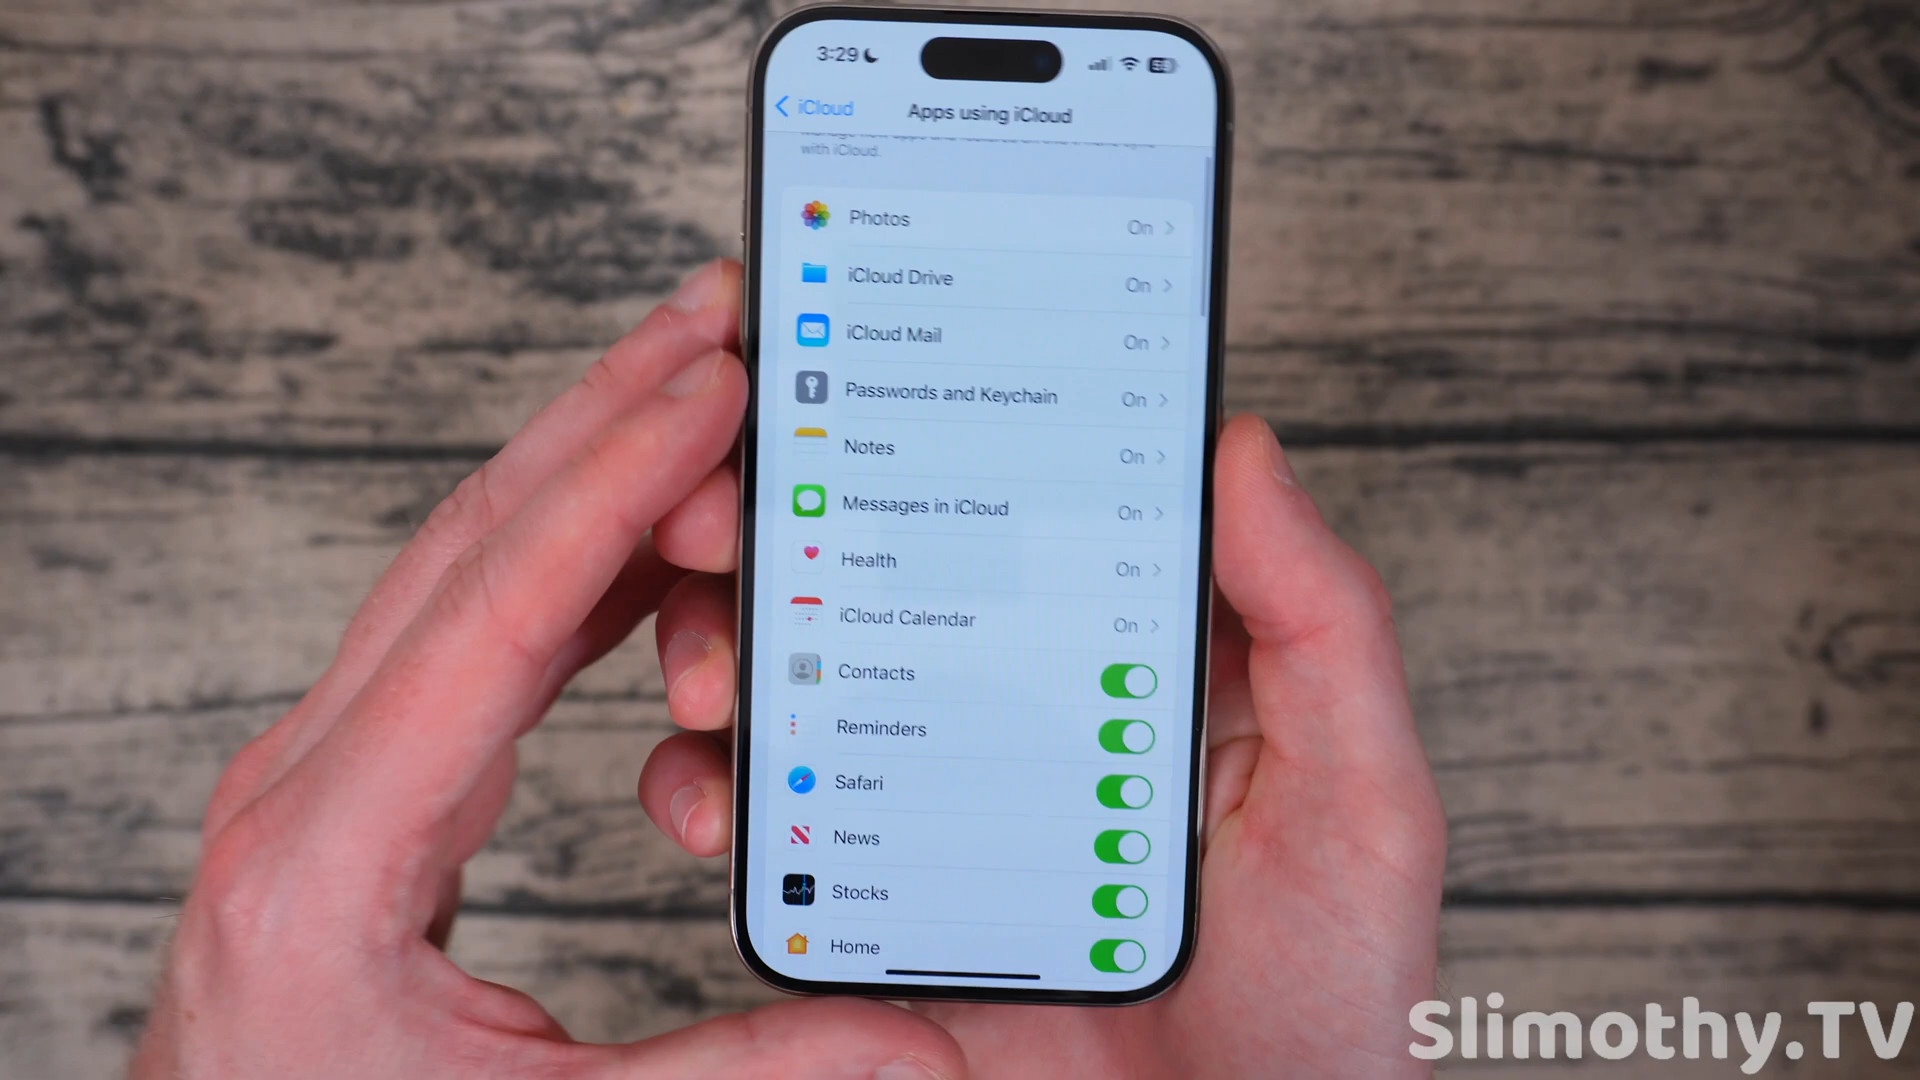 3:29
iCloud
Apps using iCloud
with iCloud.
Photos On
iCloud Drive On
iCloud Mail On
Passwords and Keychain On
Notes On
Messages in iCloud On
Health On
iCloud Calendar On
Contacts
Reminders
Safari
News
Stocks
Home
Slimothy.TV